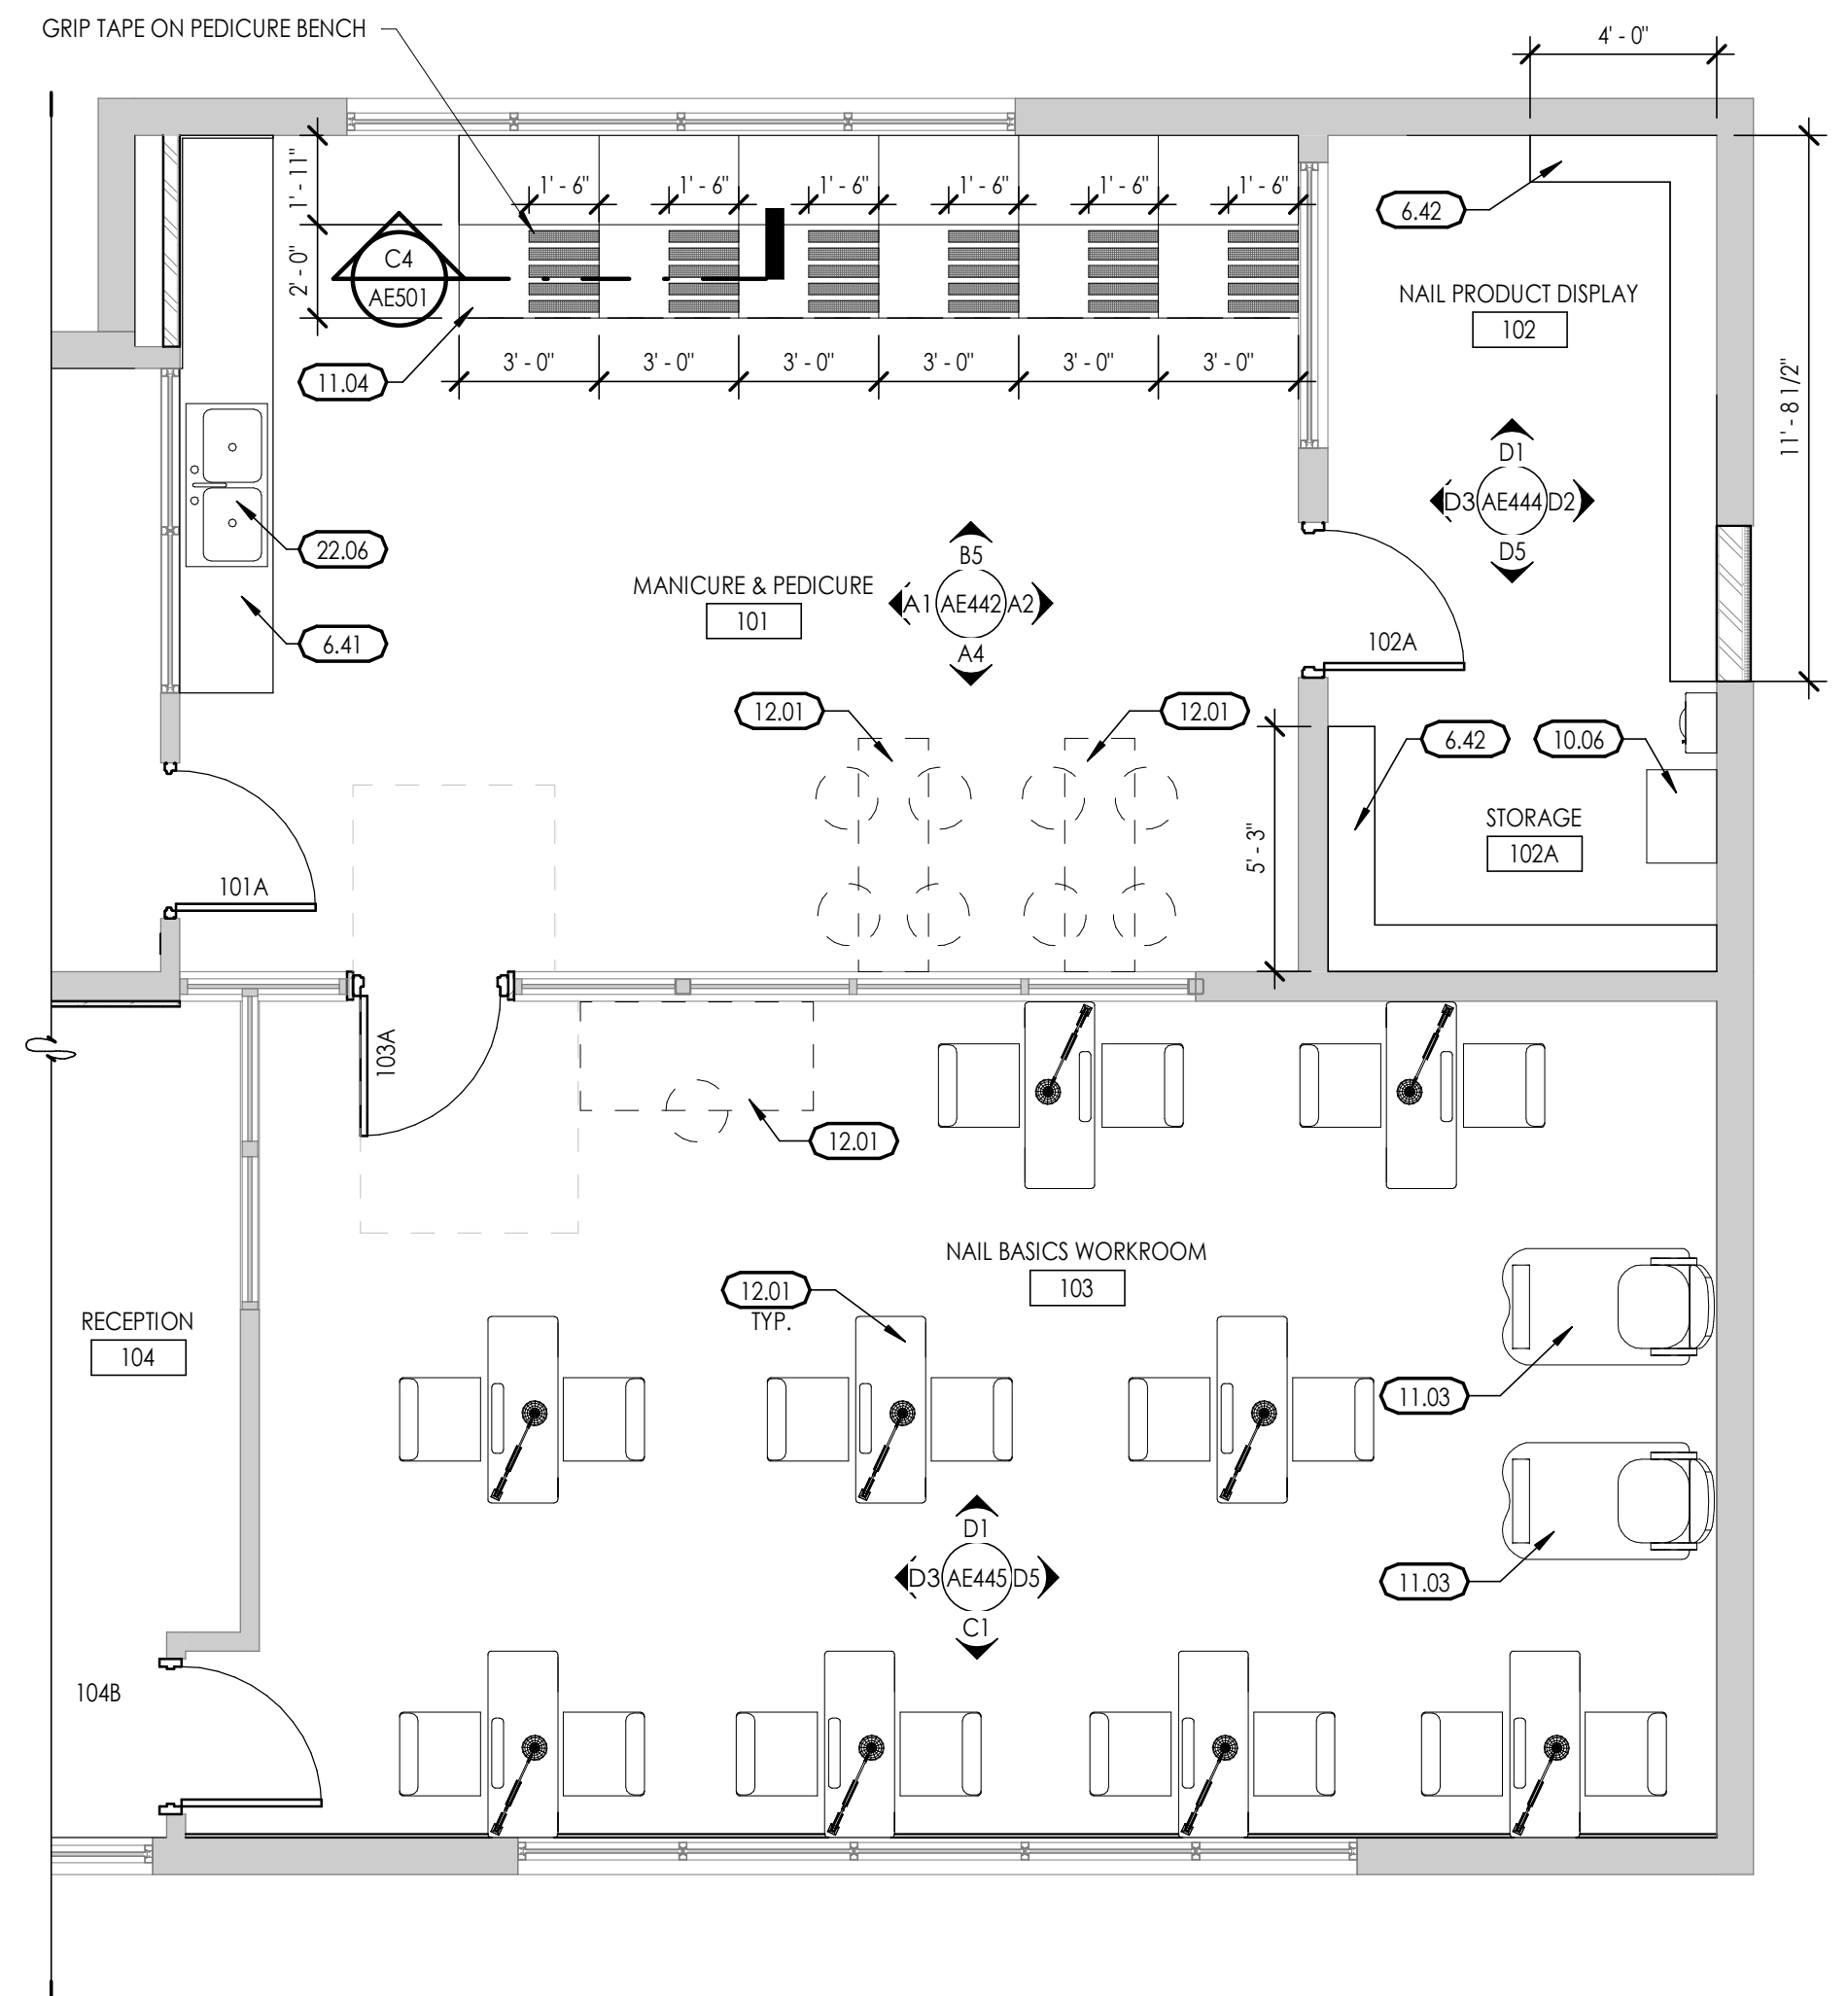 GRIP TAPE ON PEDICURE BENCH
4' - 0"
1' - 11"
1' - 6"
1' - 6"
1' - 6"
1' - 6"
1' - 6"
1' - 6"
6.42
2' - 0"
C4
AE501
NAIL PRODUCT DISPLAY
102
11.04
3' - 0"
3' - 0"
3' - 0"
3' - 0"
3' - 0"
3' - 0"
11' - 8 1/2"
D1
D3 AE444 D2
D5
22.06
B5
MANICURE & PEDICURE
101
A1 AE442 A2
A4
6.41
102A
12.01
12.01
6.42
10.06
5' - 3"
STORAGE
102A
101A
103A
12.01
NAIL BASICS WORKROOM
103
12.01
TYP.
RECEPTION
104
11.03
D1
D3 AE445 D5
C1
11.03
104B